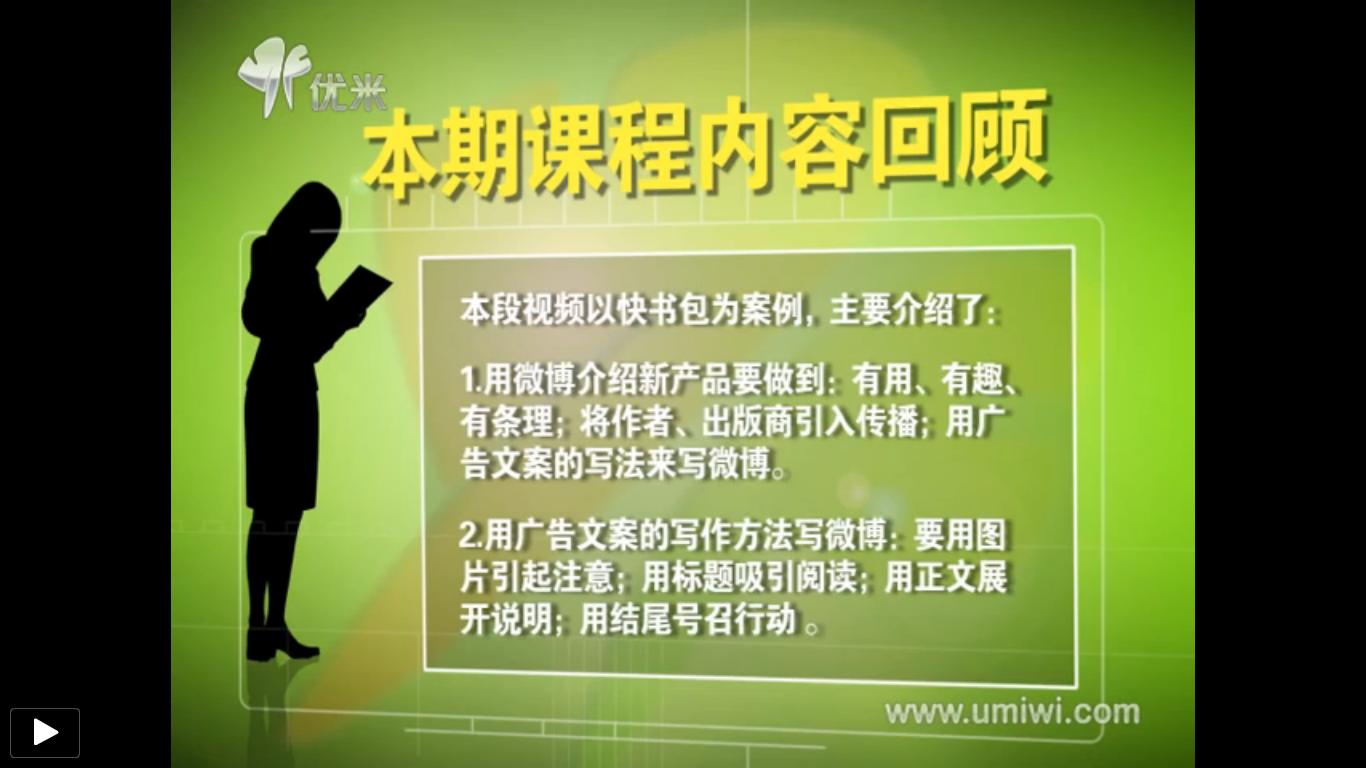 优米
本期课程内容回顾
本段视频以快书包为案例，主要介绍了：
1.用微博介绍新产品要做到：有用、有趣、
有条理；将作者、出版商引入传播；用广
告文案的写法来写微博。
2.用广告文案的写作方法写微博：要用图
片引起注意；用标题吸引阅读；用正文展
开说明；用结尾号召行动 。
www.umiwi.com